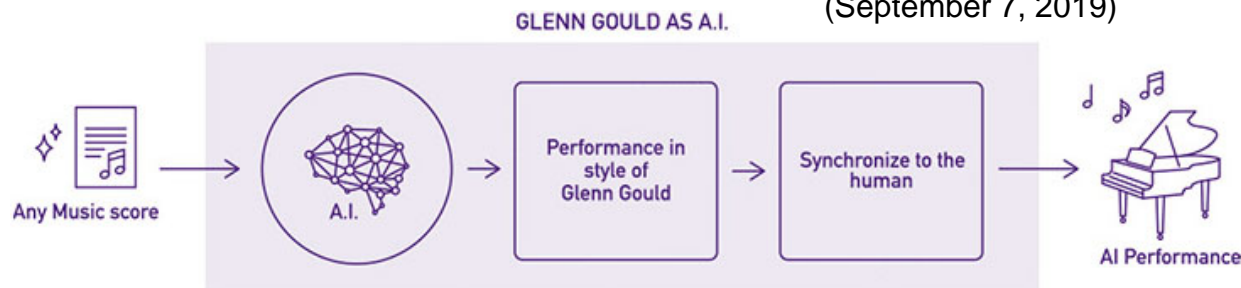 (September 7, 2019)
GLENN GOULD AS A.I.
Any Music score
A.I.
Performance in
style of
Glenn Gould
Synchronize to the
human
AI Performance